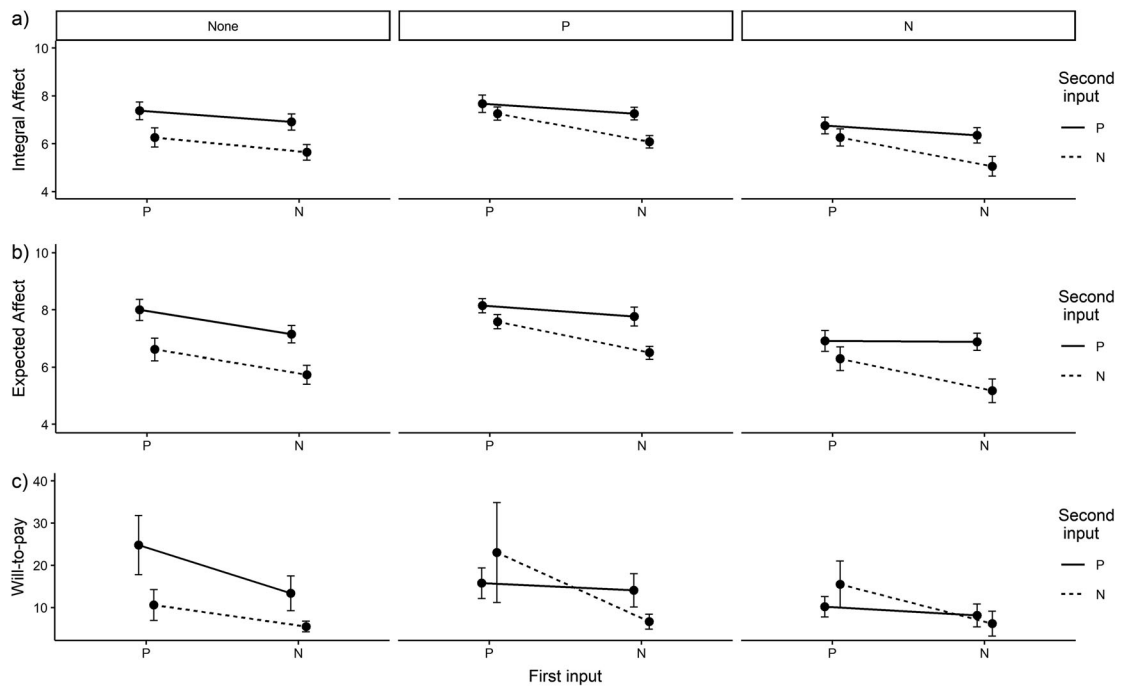 a)
None
P
N
Integral Affect
10
8
6
4
P
N
P
N
P
N
Second
input
P
N
b)
Expected Affect
10
8
6
4
P
N
P
N
P
N
Second
input
P
N
c)
Will-to-pay
40
30
20
10
P
N
P
N
P
N
Second
input
P
N
First input